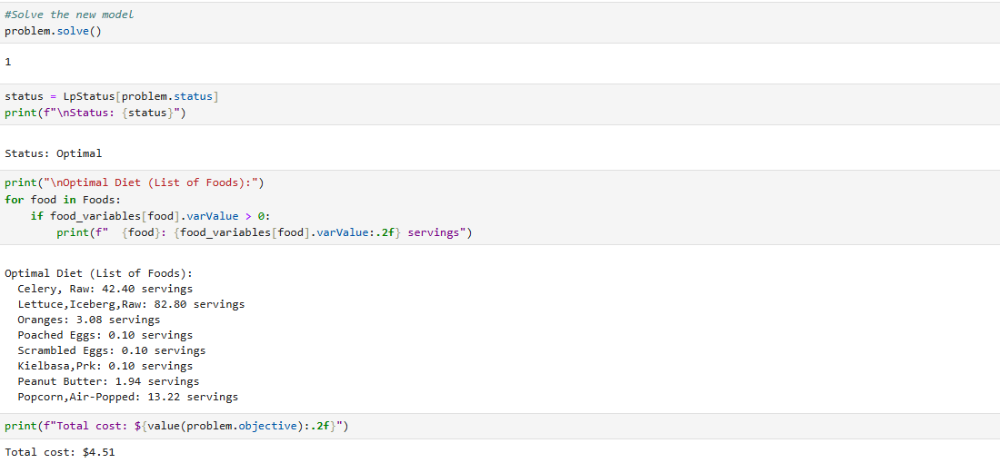 #Solve the new model
problem.solve()
1
status = LpStatus[problem.status]
print(f"\nStatus: {status}")
Status: Optimal
print("\nOptimal Diet (List of Foods):")
for food in Foods:
    if food_variables[food].varValue > 0:
        print(f"  {food}: {food_variables[food].varValue:.2f} servings")
Optimal Diet (List of Foods):
  Celery, Raw: 42.40 servings
  Lettuce,Iceberg,Raw: 82.80 servings
  Oranges: 3.08 servings
  Poached Eggs: 0.10 servings
  Scrambled Eggs: 0.10 servings
  Kielbasa,Prk: 0.10 servings
  Peanut Butter: 1.94 servings
  Popcorn,Air-Popped: 13.22 servings
print(f"Total cost: ${value(problem.objective):.2f}")
Total cost: $4.51